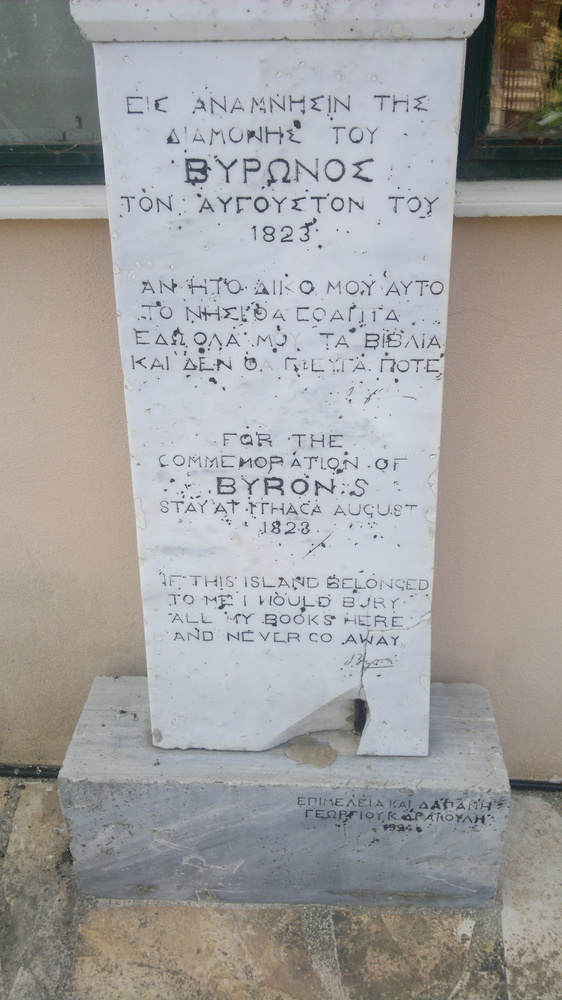 ΕΙΣ ΑΝΑΜΝΗΣΙΝ ΤΗΣ
ΔΙΑΜΟΝΗΣ ΤΟΥ
ΒΥΡΩΝΟΣ
ΤΟΝ ΑΥΓΟΥΣΤΟΝ ΤΟΥ
1823
ΑΝ ΗΤΟ ΔΙΚΟ ΜΟΥ ΑΥΤΟ
ΤΟ ΝΗΣΙ ΘΑ ΕΘΑΠΤΑ
ΕΔΩ ΟΛΑ ΜΟΥ ΤΑ ΒΙΒΛΙΑ
ΚΑΙ ΔΕΝ ΘΑ ΠΗΕΥΓΑ ΠΟΤΕ
FOR THE
COMMEMORATION OF
BYRON,S
STAY AT ITHACA AUGUST
1823
IF THIS ISLAND BELONGED
TO ME I WOULD BURY
ALL MY BOOKS HERE
AND NEVER GO AWAY
ΕΠΙΜΕΛΕΙΑ ΚΑΙ ΔΑΠΑΝΗ
ΓΕΩΡΓΙΟΥ Κ. ΔΡΑΚΟΥΛΗ